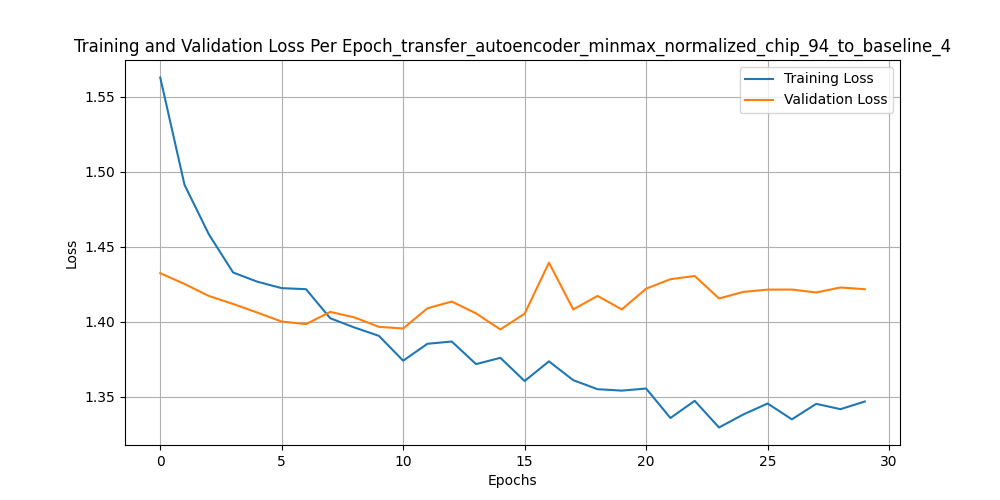 Training and Validation Loss Per Epoch_transfer_autoencoder_minmax_normalized_chip_94_to_baseline_4
Training Loss
Validation Loss
1.55
1.50
1.45
1.40
1.35
Loss
0 5 10 15 20 25 30
Epochs